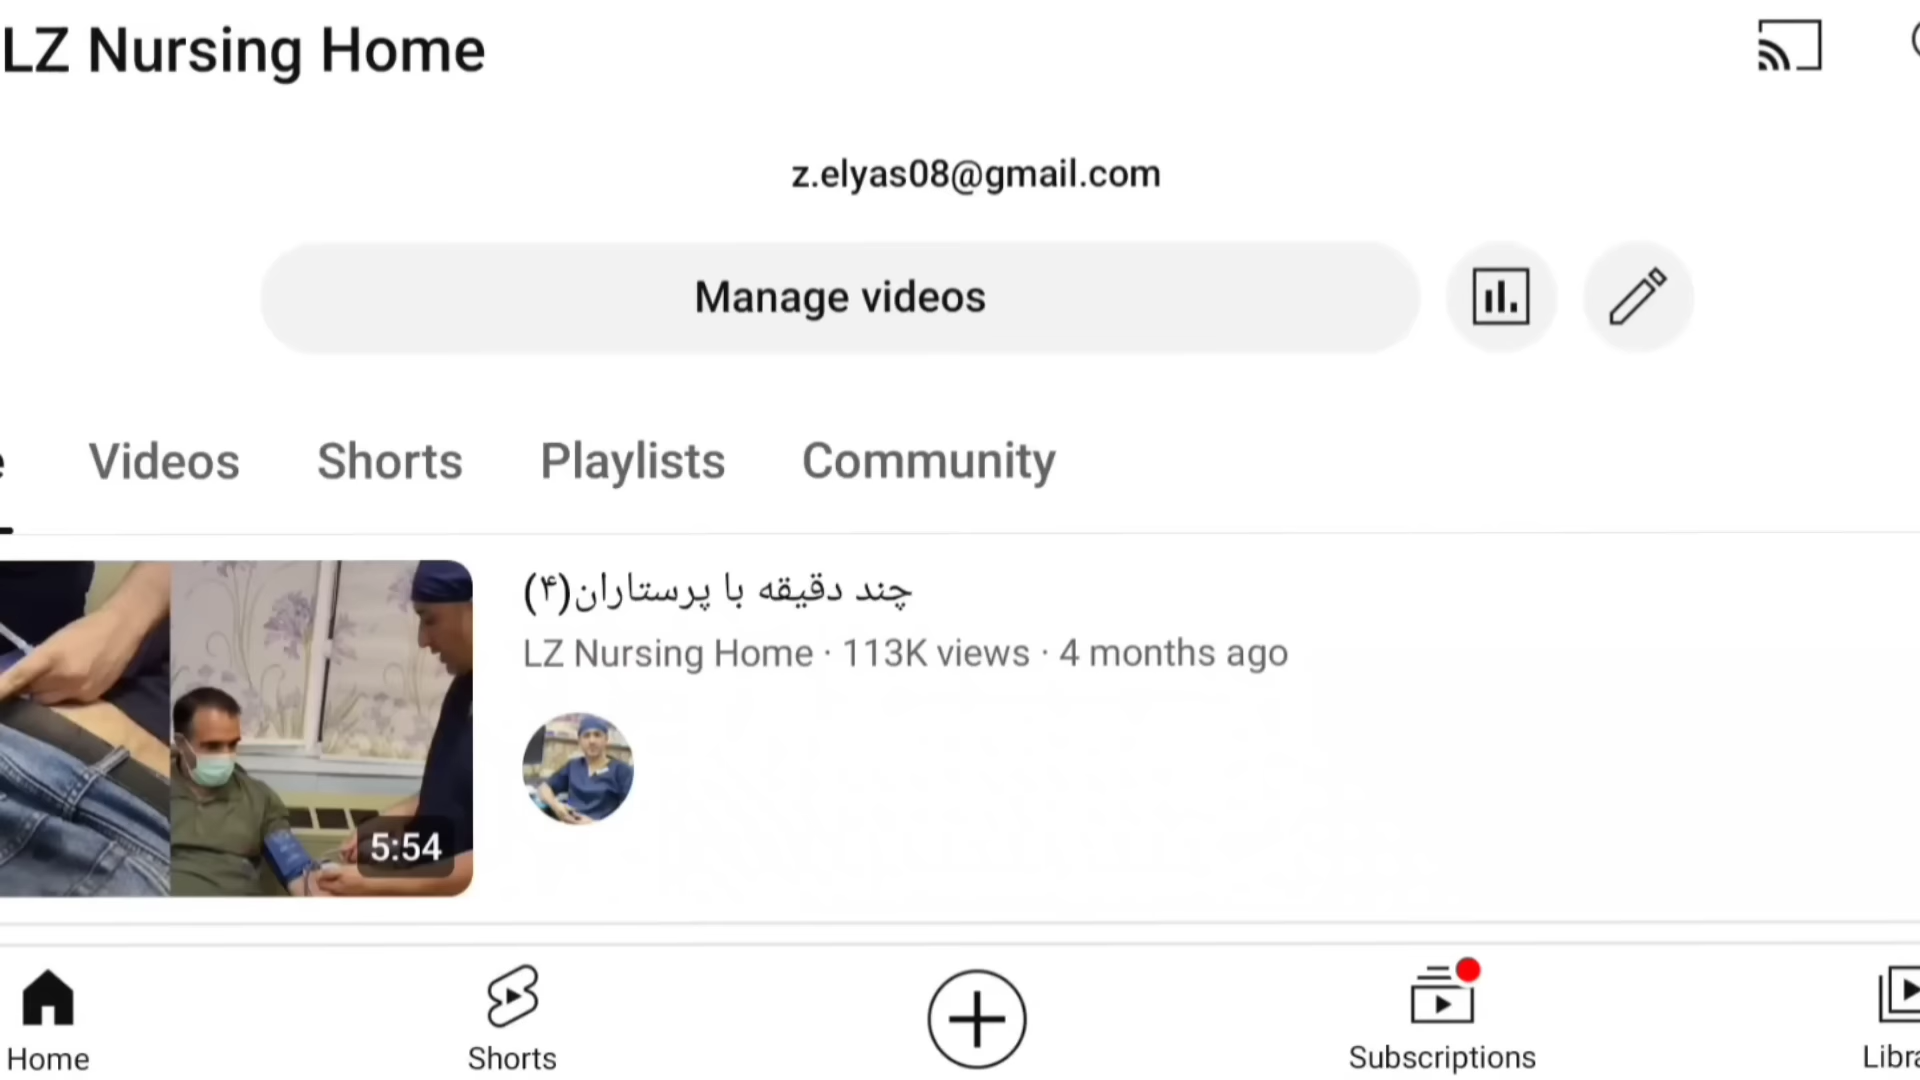 LZ Nursing Home
z.elyas08@gmail.com
Manage videos
Videos
Shorts
Playlists
Community
چند دقیقه با پرستاران(۴)
LZ Nursing Home · 113K views · 4 months ago
5:54
Home
Shorts
Subscriptions